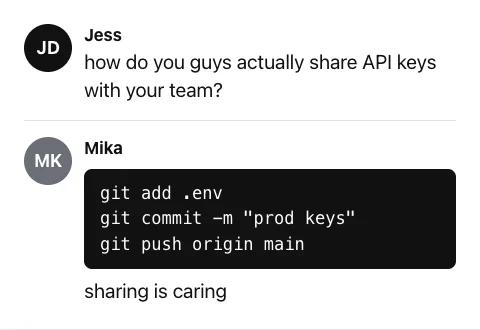 JD
Jess
how do you guys actually share API keys
with your team?
MK
Mika
git add .env
git commit -m "prod keys"
git push origin main
sharing is caring